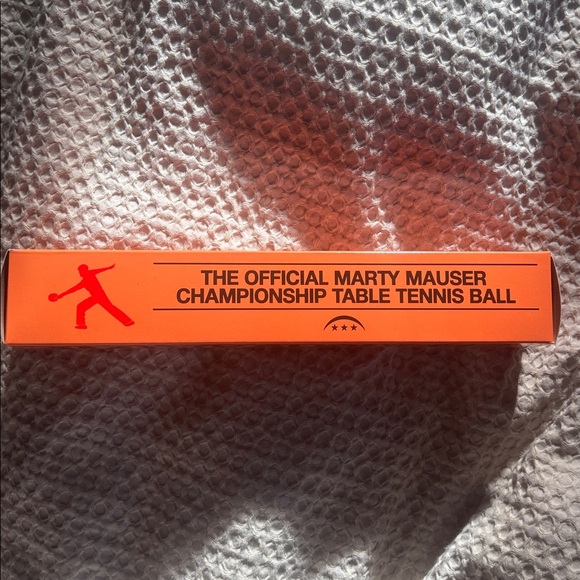 THE OFFICIAL MARTY MAUSER
CHAMPIONSHIP TABLE TENNIS BALL